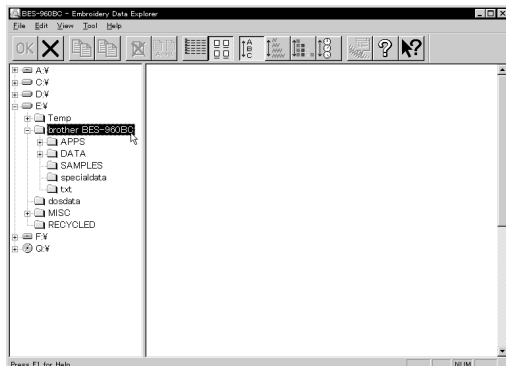 BES-960BC - Embroidery Data Explorer
File Edit View Tool Help
OK
A B C
A:¥
C:¥
D:¥
E:¥
Temp
brother BES-960BC
APPS
DATA
SAMPLES
specialdata
txt
dosdata
MISC
RECYCLED
F:¥
Q:¥
Press F1 for Help
NUM